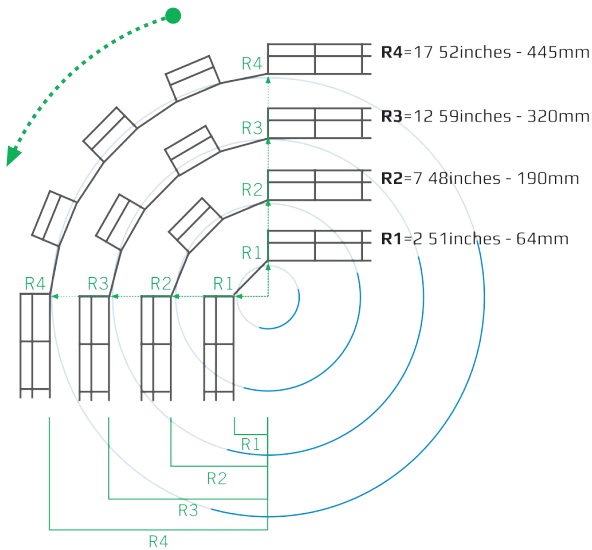 R4
R4=17 52inches - 445mm
R3
R3=12 59inches - 320mm
R2
R2=7 48inches - 190mm
R1
R1=2 51inches - 64mm
R4
R3
R2
R1
R1
R2
R3
R4